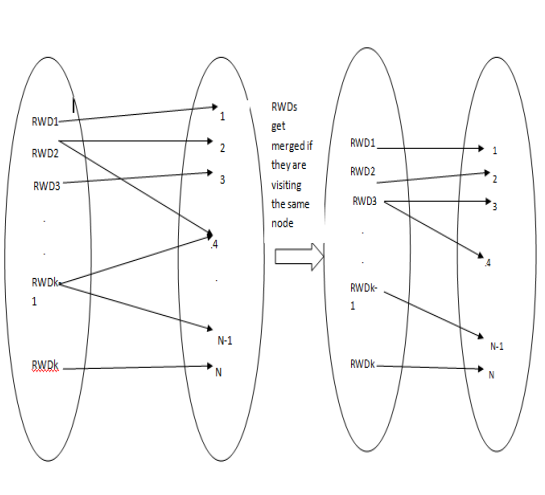 RWD1
RWD2
RWD3
.
.
RWDk-
1
RWDk
1
2
3
.4
.
N-1
N
RWDs
get
merged if
they are
visiting
the same
node
RWD1
RWD2
RWD3
.
.
RWDk-
1
RWDk
1
2
3
.4
N-1
N